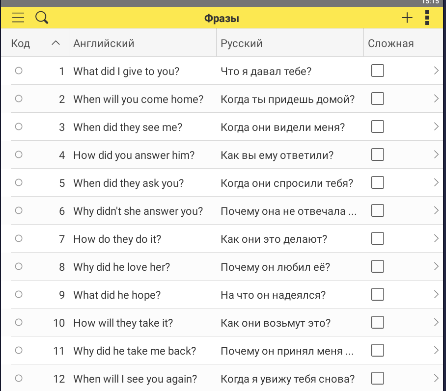 15:15
Фразы
Код Английский Русский Сложная
1 What did I give to you? Что я давал тебе?
2 When will you come home? Когда ты придешь домой?
3 When did they see me? Когда они видели меня?
4 How did you answer him? Как вы ему ответили?
5 When did they ask you? Когда они спросили тебя?
6 Why didn't she answer you? Почему она не отвечала ...
7 How do they do it? Как они это делают?
8 Why did he love her? Почему он любил её?
9 What did he hope? На что он надеялся?
10 How will they take it? Как они возьмут это?
11 Why did he take me back? Почему он принял меня ...
12 When will I see you again? Когда я увижу тебя снова?